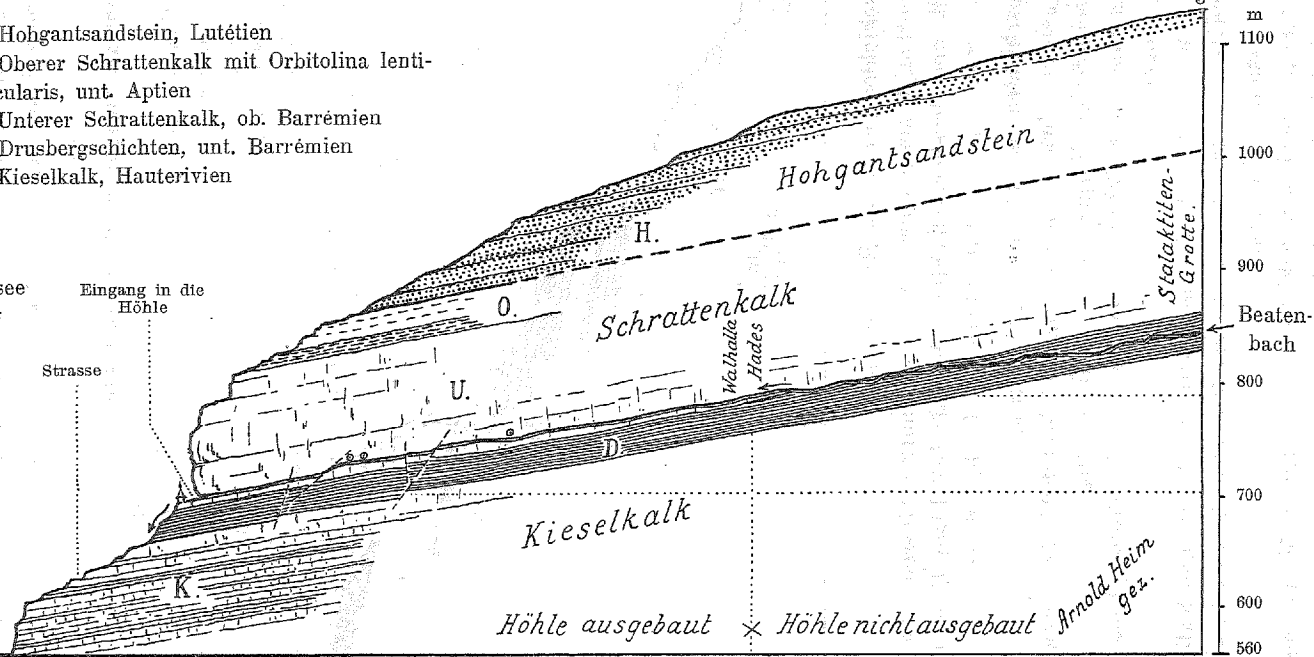 Hohgantsandstein, Lutétien
Oberer Schrattenkalk mit Orbitolina lenti-
cularis, unt. Aptien
Unterer Schrattenkalk, ob. Barrémien
Drusbergschichten, unt. Barrémien
Kieselkalk, Hauterivien
m
1100
1000
900
800
700
600
560
Hohgantsandstein
H.
Stalaktiten-
Grotte.
see
Eingang in die
Höhle
O.
Schrattenkalk
Walhalla
Hades
Beaten-
bach
Strasse
U.
D.
Kieselkalk
K.
Höhle ausgebaut × Höhle nicht ausgebaut
Arnold Heim
gez.